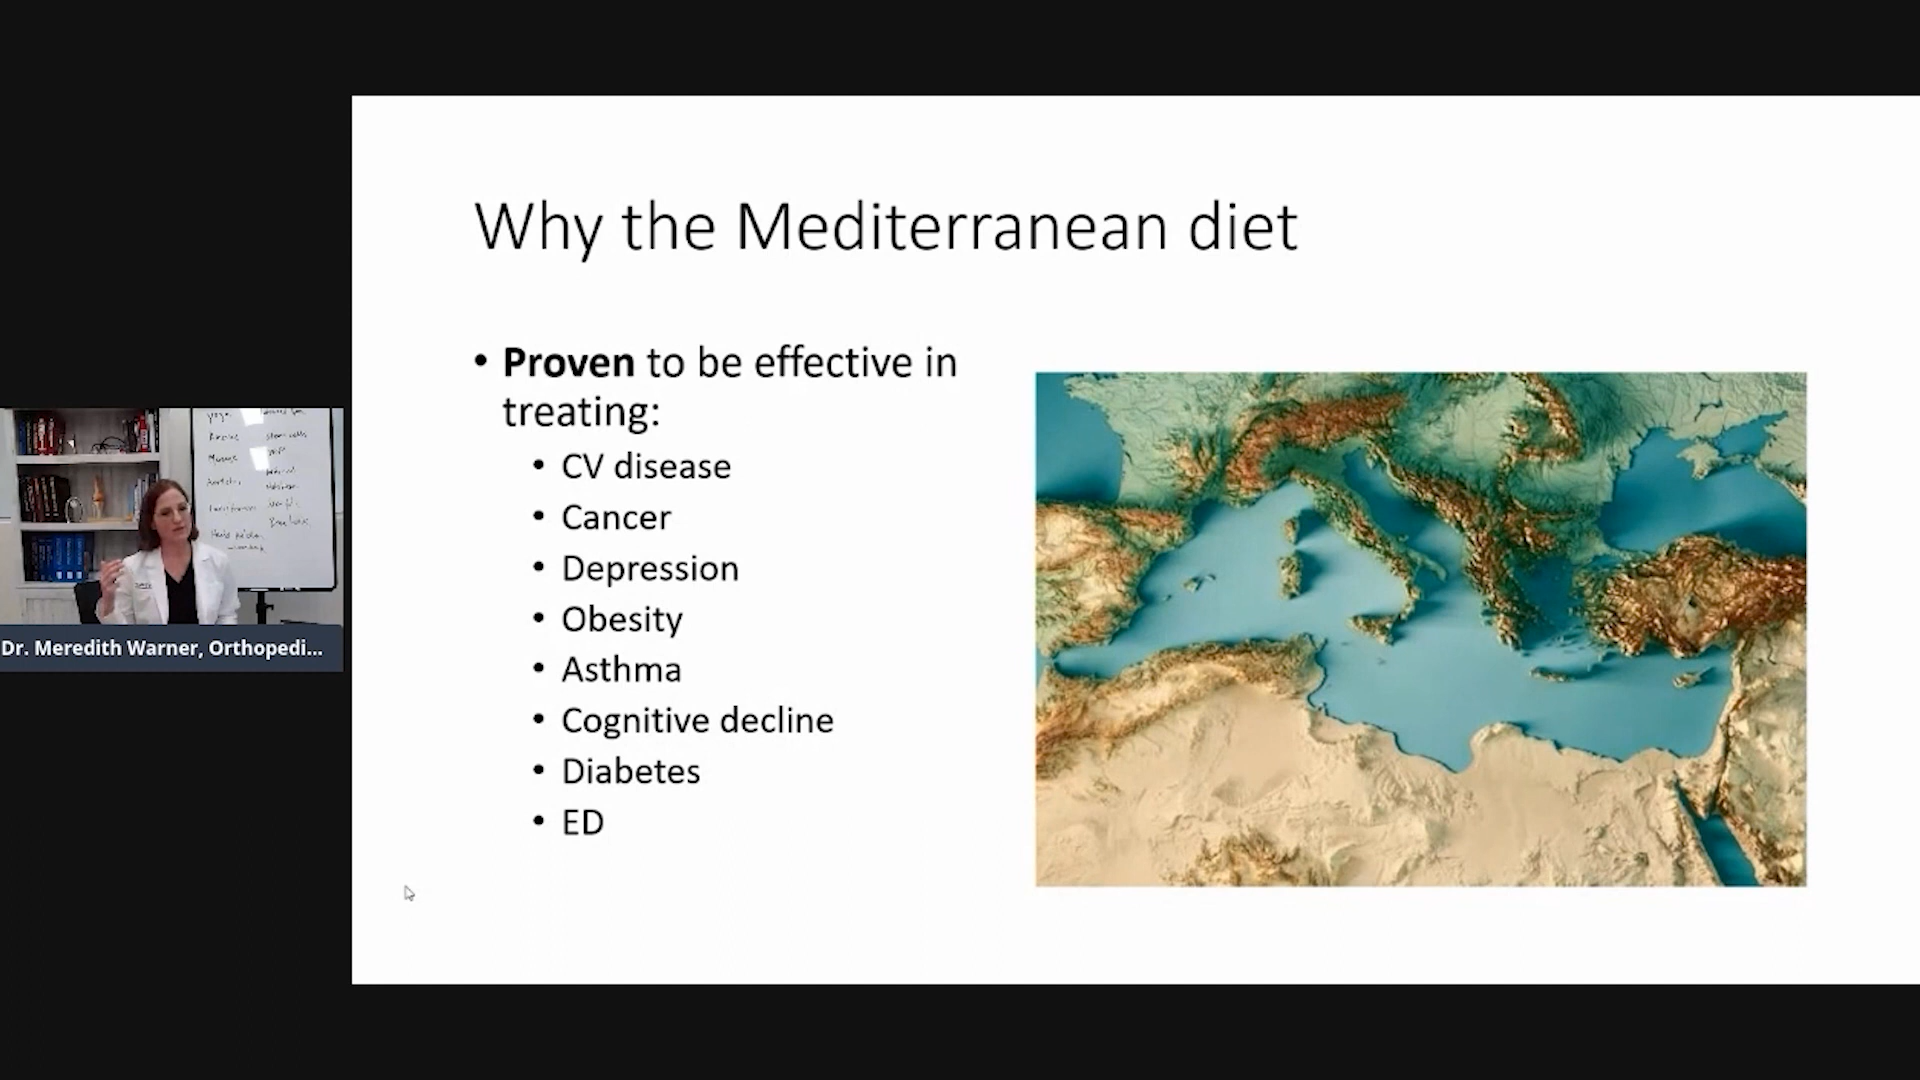 Why the Mediterranean diet
• Proven to be effective in
treating:
• CV disease
• Cancer
• Depression
• Obesity
• Asthma
• Cognitive decline
• Diabetes
• ED
Dr. Meredith Warner, Orthopedi...